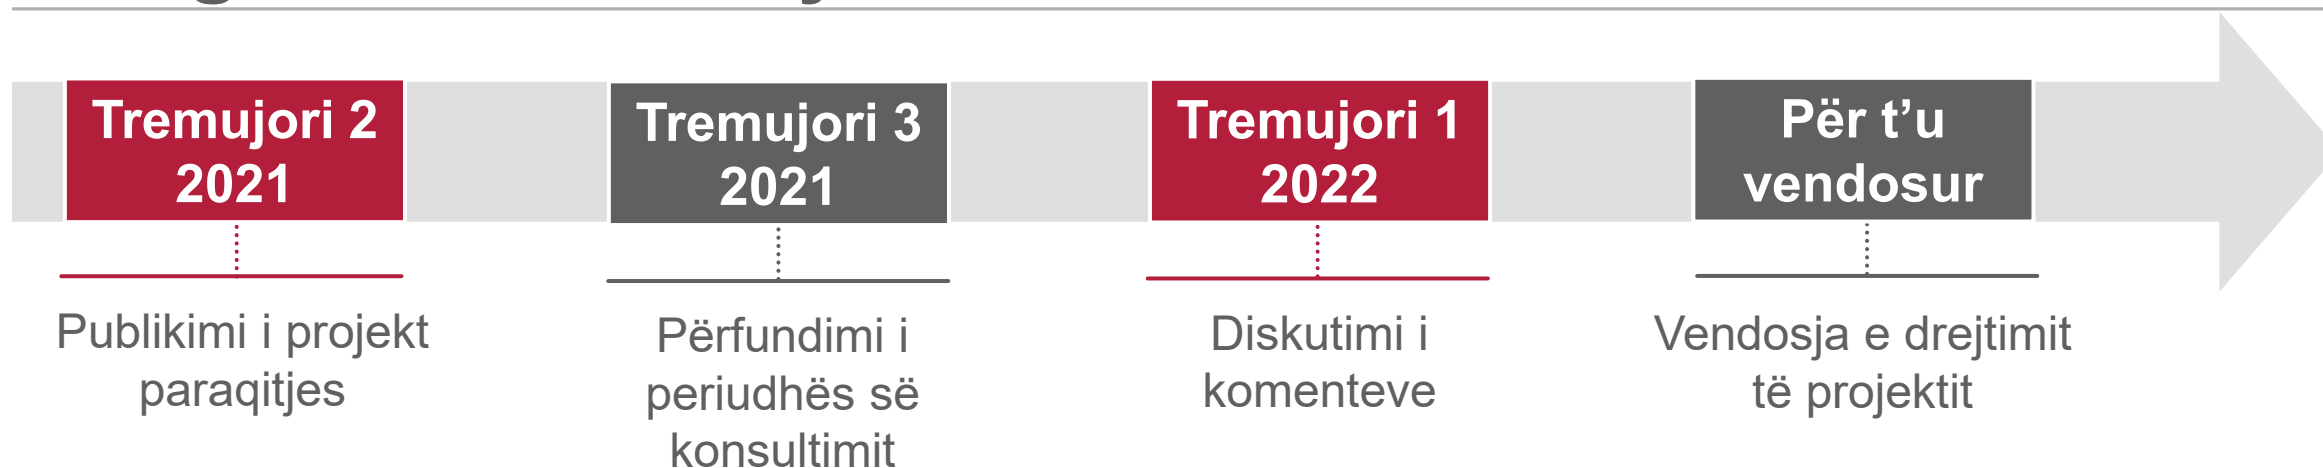 Tremujori 2
2021
Tremujori 3
2021
Tremujori 1
2022
Për t’u
vendosur
Publikimi i projekt
paraqitjes
Përfundimi i
periudhës së
konsultimit
Diskutimi i
komenteve
Vendosja e drejtimit
të projektit